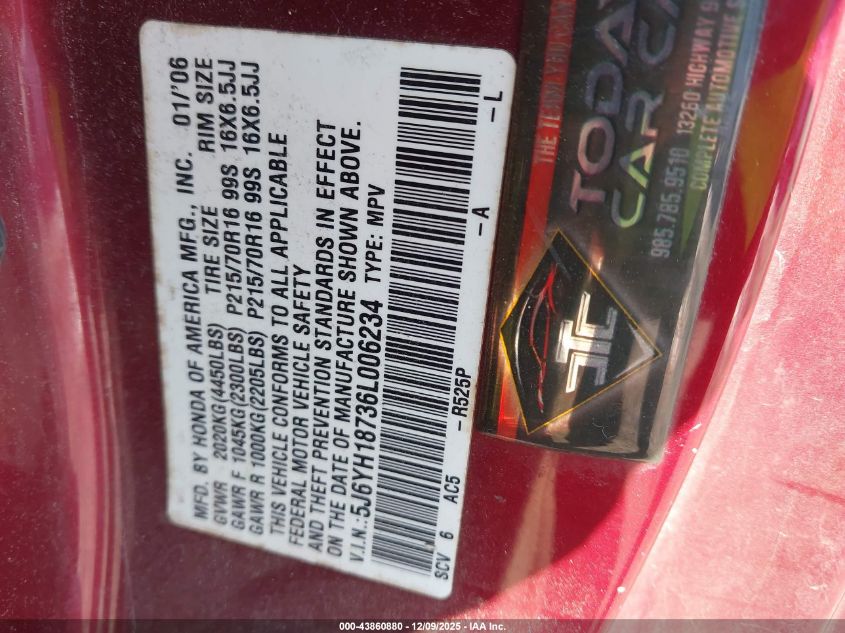 MFD. BY HONDA OF AMERICA MFG., INC. 01/'06
GVWR 2020KG(4450LBS) TIRE SIZE RIM SIZE
GAWR F 1045KG(2300LBS) P215/70R16 99S 16X6.5JJ
GAWR R 1000KG(2205LBS) P215/70R16 99S 16X6.5JJ
THIS VEHICLE CONFORMS TO ALL APPLICABLE
FEDERAL MOTOR VEHICLE SAFETY
AND THEFT PREVENTION STANDARDS IN EFFECT
ON THE DATE OF MANUFACTURE SHOWN ABOVE.
V.I.N.:5J6YH18736L006234 TYPE: MPV
SCV 6 AC5 -R525P -A -L
THE TEAM
TODAY
CAR CA
985.785.9510 13260 HIGHWAY 9
COMPLETE AUTOMOTIVE
000-43860880 - 12/09/2025 - IAA, Inc.